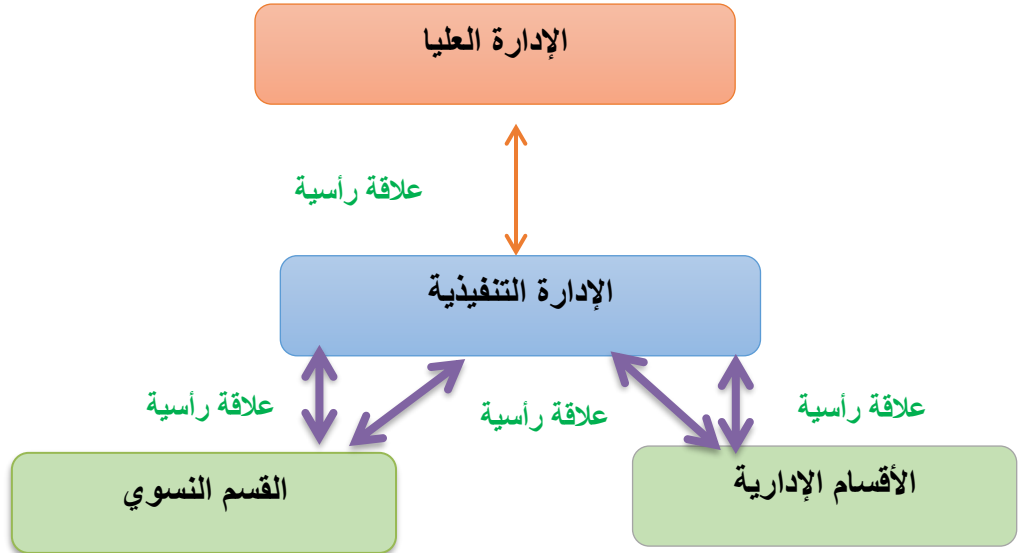 الإدارة العليا
علاقة رأسية
الإدارة التنفيذية
علاقة رأسية
علاقة رأسية
علاقة رأسية
الأقسام الإدارية
القسم النسوي